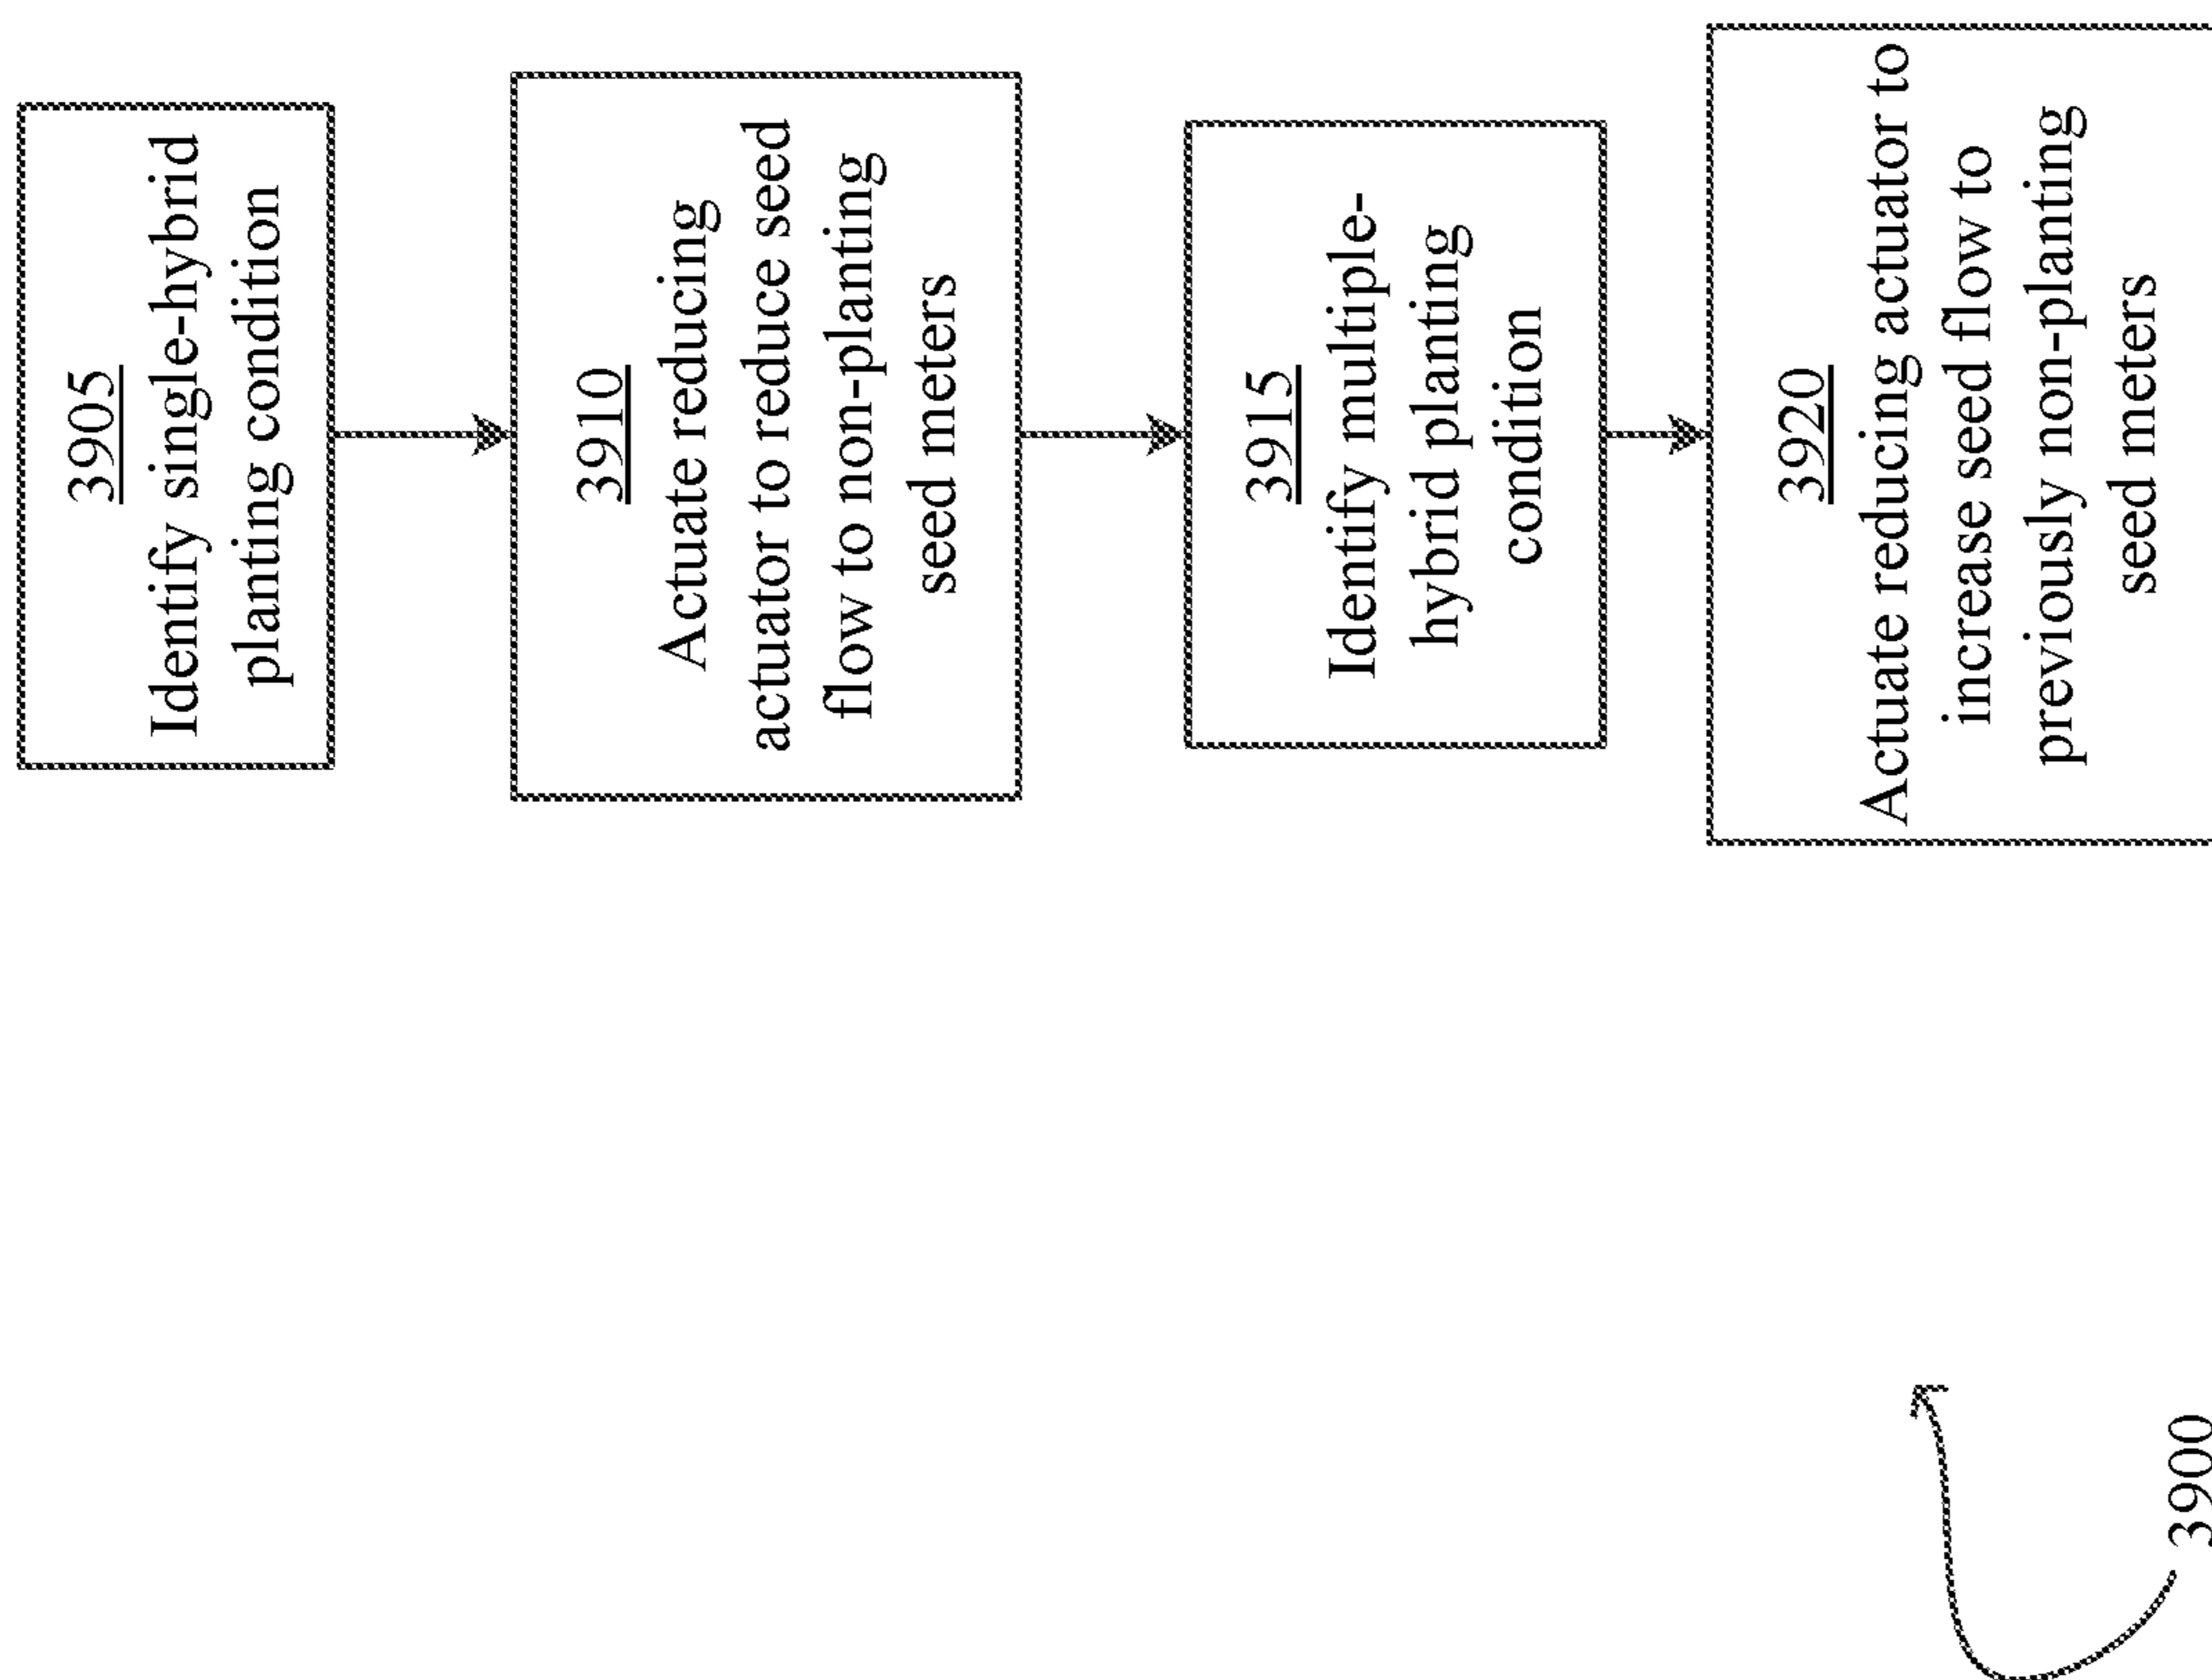 3905
Identify single-hybrid
planting condition
3910
Actuate reducing
actuator to reduce seed
flow to non-planting
seed meters
3915
Identify multiple-
hybrid planting
condition
3920
Actuate reducing actuator to
increase seed flow to
previously non-planting
seed meters
3900